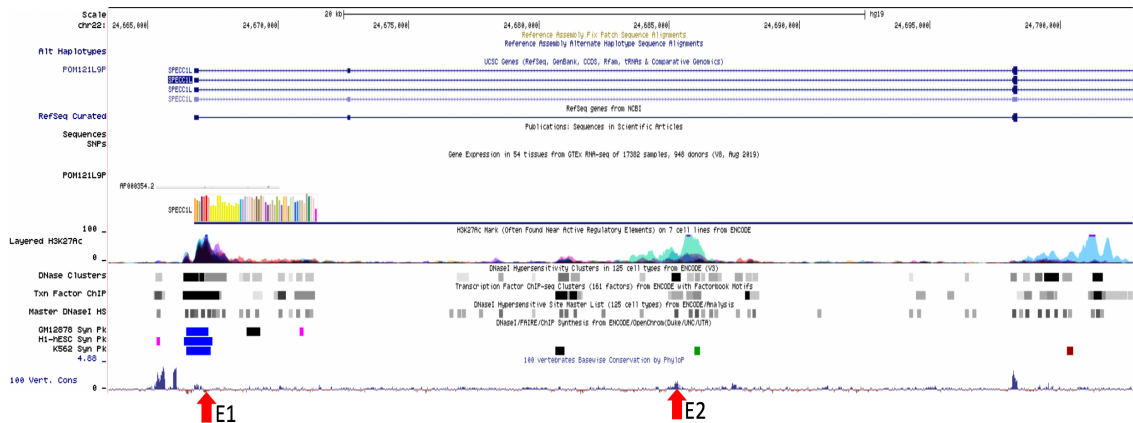 Scale 20 kb hg19
chr22: 24,665,000 24,670,000 24,675,000 24,680,000 24,685,000 24,690,000 24,695,000 24,700,000
Reference Assembly Fix Patch Sequence Alignments
Reference Assembly Alternate Haplotype Sequence Alignments
Alt Haplotypes
UCSC Genes (RefSeq, GenBank, CCDS, Rfam, tRNAs & Comparative Genomics)
POM121L9P SPECC1L
SPECC1L
SPECC1L
SPECC1L
RefSeq genes from NCBI
RefSeq Curated
Publications: Sequences in Scientific Articles
Sequences
SNPs
Gene Expression in 54 tissues from GTEx RNA-seq of 17382 samples, 948 donors (V8, Aug 2019)
POM121L9P
AP000354.2
SPECC1L
H3K27Ac Mark (Often Found Near Active Regulatory Elements) on 7 cell lines from ENCODE
100
Layered H3K27Ac
0
DNaseI Hypersensitivity Clusters in 125 cell types from ENCODE (V3)
DNase Clusters
Transcription Factor ChIP-seq Clusters (161 factors) from ENCODE with Factorbook Motifs
Txn Factor ChIP
DNaseI Hypersensitive Site Master List (125 cell types) from ENCODE/Analysis
Master DNaseI HS
DNaseI/FAIRE/ChIP Synthesis from ENCODE/OpenChrom(Duke/UNC/UTA)
GM12878 Syn Pk
H1-hESC Syn Pk
K562 Syn Pk
4.88
100 vertebrates Basewise Conservation by PhyloP
100 Vert. Cons
0
E1 E2